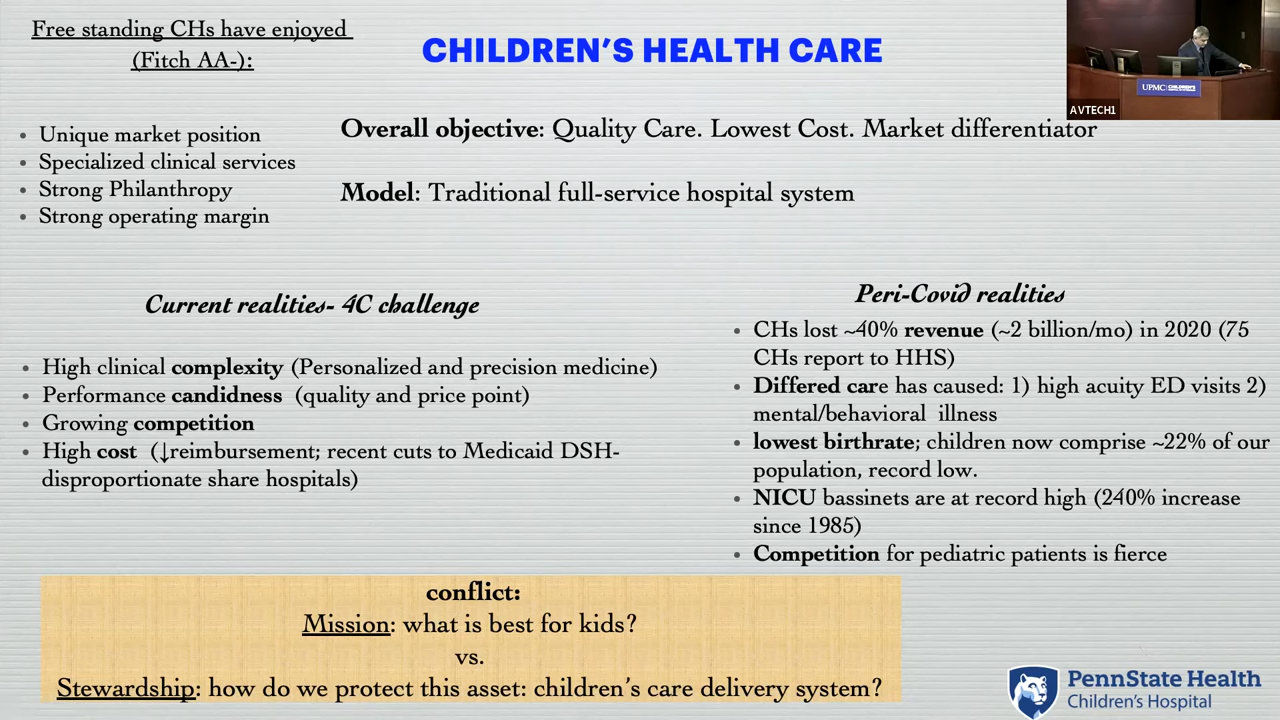 Free standing CHs have enjoyed
(Fitch AA-):
CHILDREN'S HEALTH CARE
UPMC CHILDREN'S
AVTECH1
• Unique market position
• Specialized clinical services
• Strong Philanthropy
• Strong operating margin
Overall objective: Quality Care. Lowest Cost. Market differentiator
Model: Traditional full-service hospital system
Current realities- 4C challenge
• High clinical complexity (Personalized and precision medicine)
• Performance candidness (quality and price point)
• Growing competition
• High cost (↓reimbursement; recent cuts to Medicaid DSH-
disproportionate share hospitals)
Peri-Covid realities
• CHs lost ~40% revenue (~2 billion/mo) in 2020 (75
CHs report to HHS)
• Differed care has caused: 1) high acuity ED visits 2)
mental/behavioral illness
• lowest birthrate; children now comprise ~22% of our
population, record low.
• NICU bassinets are at record high (240% increase
since 1985)
• Competition for pediatric patients is fierce
conflict:
Mission: what is best for kids?
vs.
Stewardship: how do we protect this asset: children's care delivery system?
PennState Health
Children's Hospital